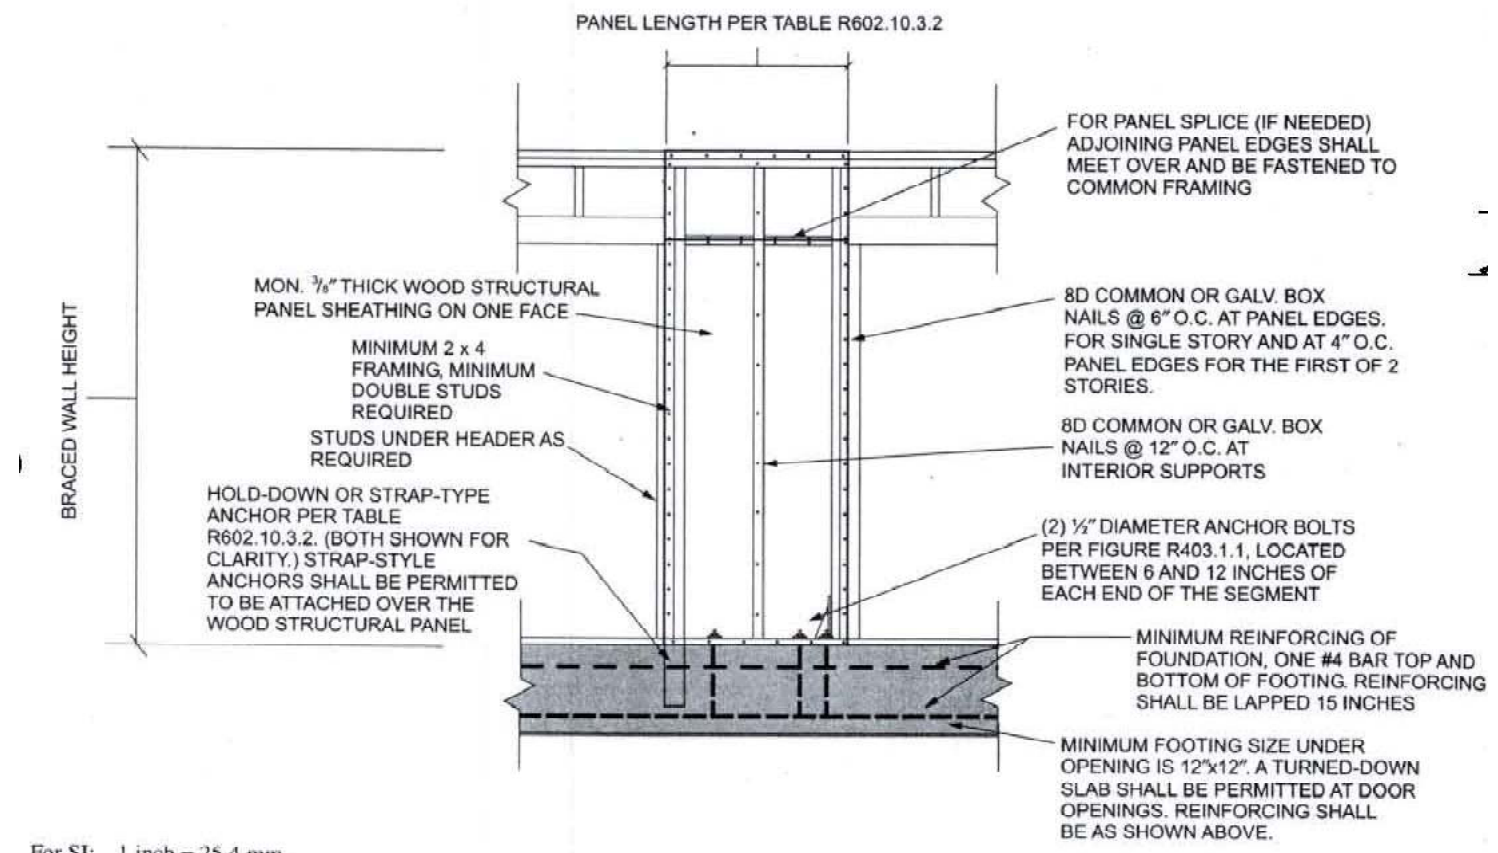 PANEL LENGTH PER TABLE R602.10.3.2
FOR PANEL SPLICE (IF NEEDED)
ADJOINING PANEL EDGES SHALL
MEET OVER AND BE FASTENED TO
COMMON FRAMING
MON. 3/8" THICK WOOD STRUCTURAL
PANEL SHEATHING ON ONE FACE
MINIMUM 2 x 4
FRAMING, MINIMUM
DOUBLE STUDS
REQUIRED
STUDS UNDER HEADER AS
REQUIRED
HOLD-DOWN OR STRAP-TYPE
ANCHOR PER TABLE
R602.10.3.2. (BOTH SHOWN FOR
CLARITY.) STRAP-STYLE
ANCHORS SHALL BE PERMITTED
TO BE ATTACHED OVER THE
WOOD STRUCTURAL PANEL
BRACED WALL HEIGHT
8D COMMON OR GALV. BOX
NAILS @ 6" O.C. AT PANEL EDGES.
FOR SINGLE STORY AND AT 4" O.C.
PANEL EDGES FOR THE FIRST OF 2
STORIES.
8D COMMON OR GALV. BOX
NAILS @ 12" O.C. AT
INTERIOR SUPPORTS
(2) ½" DIAMETER ANCHOR BOLTS
PER FIGURE R403.1.1, LOCATED
BETWEEN 6 AND 12 INCHES OF
EACH END OF THE SEGMENT
MINIMUM REINFORCING OF
FOUNDATION, ONE #4 BAR TOP AND
BOTTOM OF FOOTING. REINFORCING
SHALL BE LAPPED 15 INCHES
MINIMUM FOOTING SIZE UNDER
OPENING IS 12"x12". A TURNED-DOWN
SLAB SHALL BE PERMITTED AT DOOR
OPENINGS. REINFORCING SHALL
BE AS SHOWN ABOVE.
For SI: 1 inch = 25.4 mm